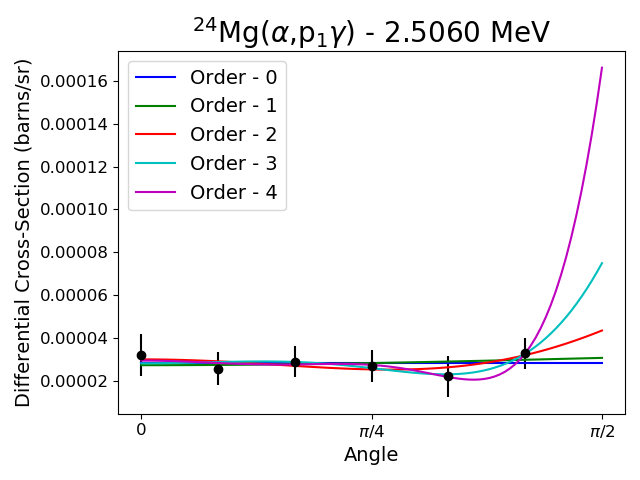 ²⁴Mg(α,p₁γ) - 2.5060 MeV
Differential Cross-Section (barns/sr)
0.00016
0.00014
0.00012
0.00010
0.00008
0.00006
0.00004
0.00002
Order - 0
Order - 1
Order - 2
Order - 3
Order - 4
0
π/4
π/2
Angle